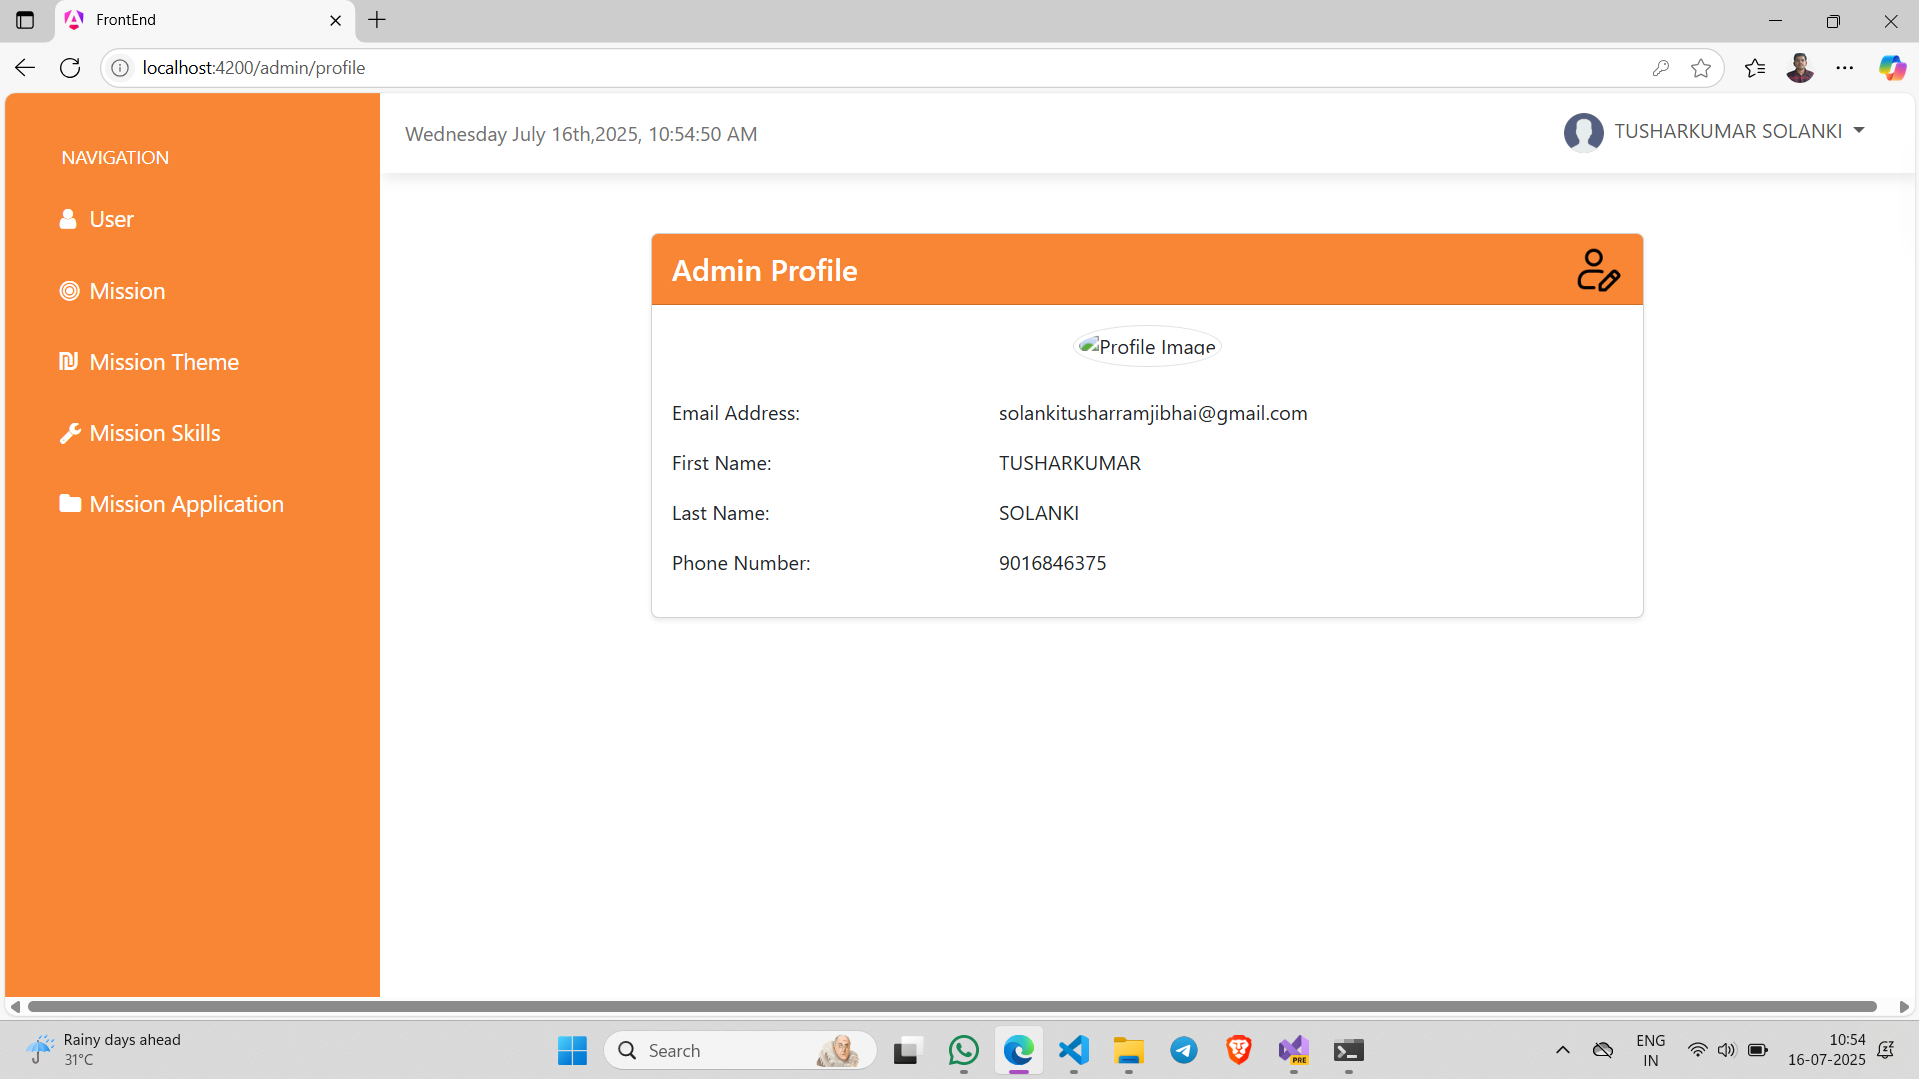 FrontEnd
localhost:4200/admin/profile
NAVIGATION
User
Mission
Mission Theme
Mission Skills
Mission Application
Wednesday July 16th,2025, 10:54:50 AM
TUSHARKUMAR SOLANKI
Admin Profile
Profile Image
Email Address: solankitusharramjibhai@gmail.com
First Name: TUSHARKUMAR
Last Name: SOLANKI
Phone Number: 9016846375
Rainy days ahead
31°C
Search
PRE
ENG
IN
10:54
16-07-2025